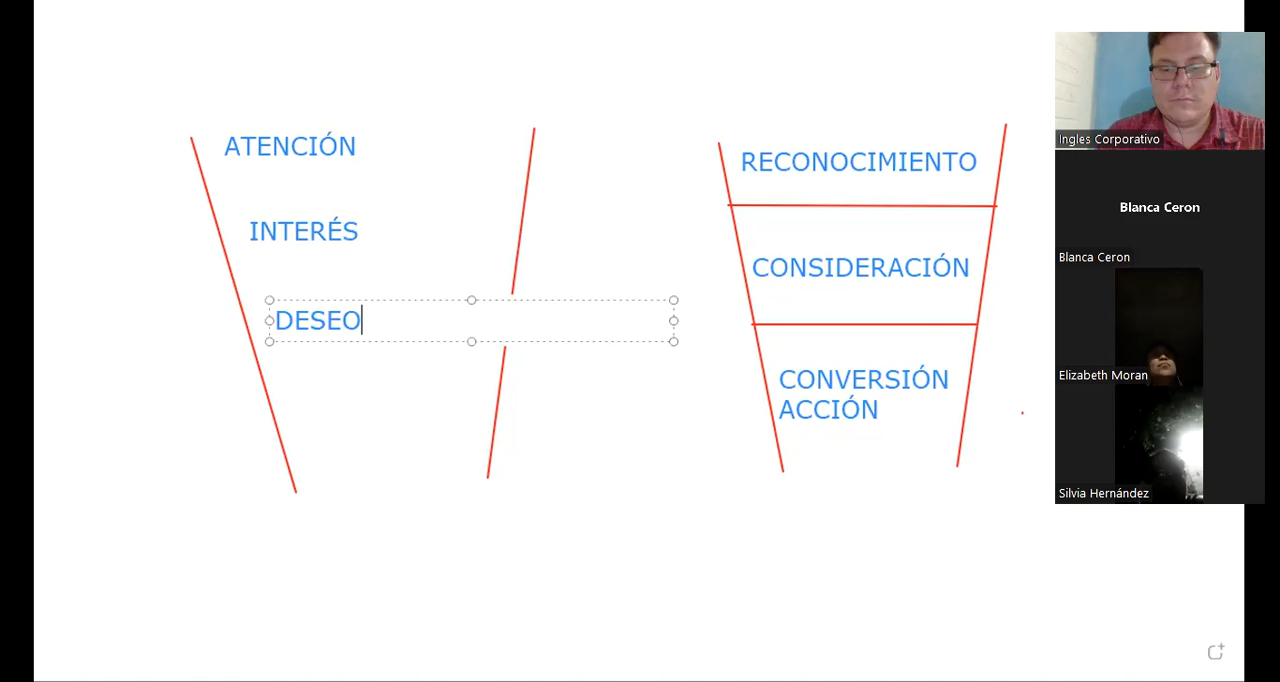 ATENCIÓN
INTERÉS
DESEO
RECONOCIMIENTO
CONSIDERACIÓN
CONVERSIÓN
ACCIÓN
Ingles Corporativo
Blanca Ceron
Blanca Ceron
Elizabeth Moran
Silvia Hernández